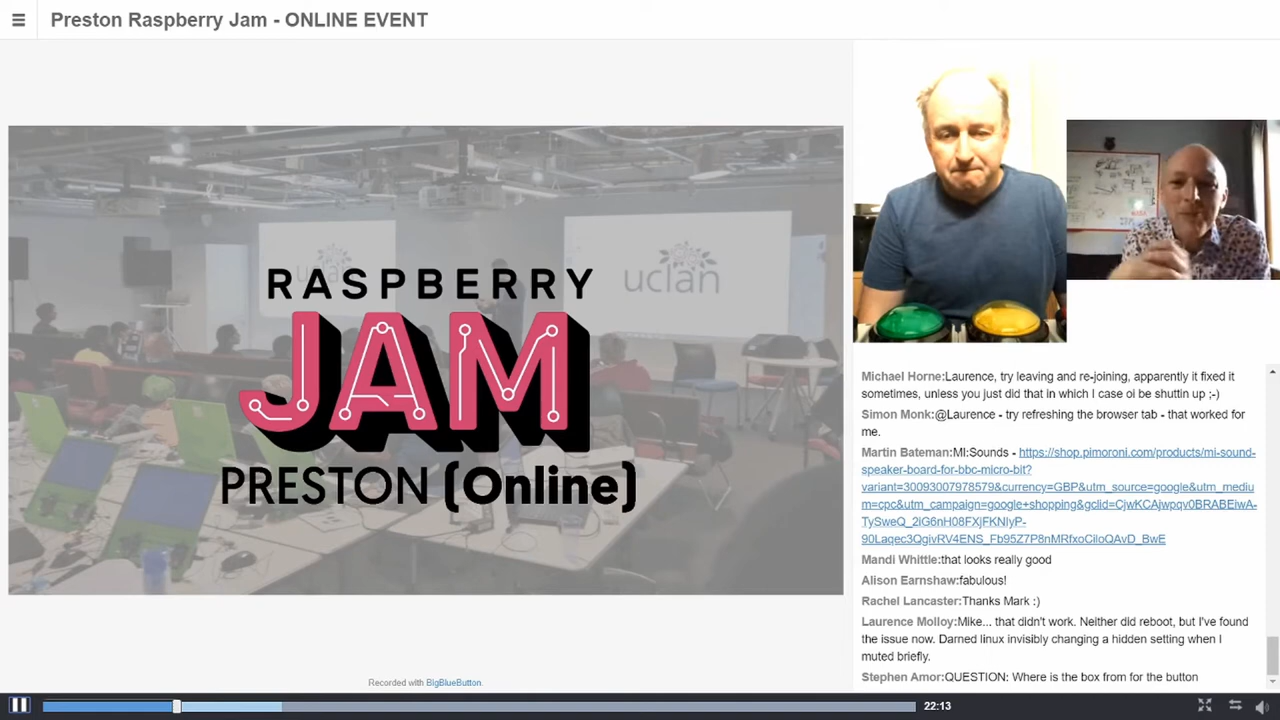 Preston Raspberry Jam - ONLINE EVENT
uclan
uclan
RASPBERRY
JAM
PRESTON (Online)
Recorded with BigBlueButton.
Michael Horne:Laurence, try leaving and re-joining, apparently it fixed it
sometimes, unless you just did that in which I case oi be shuttin up ;-)
Simon Monk:@Laurence - try refreshing the browser tab - that worked for
me.
Martin Bateman:MI:Sounds - https://shop.pimoroni.com/products/mi-sound-
speaker-board-for-bbc-micro-bit?
variant=30093007978579&currency=GBP&utm_source=google&utm_mediu
m=cpc&utm_campaign=google+shopping&gclid=CjwKCAjwpqv0BRABEiwA-
TySweQ_2iG6nH08FXjFKNIyP-
90Laqec3QgivRV4ENS_Fb95Z7P8nMRfxoCiloQAvD_BwE
Mandi Whittle:that looks really good
Alison Earnshaw:fabulous!
Rachel Lancaster:Thanks Mark :)
Laurence Molloy:Mike... that didn't work. Neither did reboot, but I've found
the issue now. Darned linux invisibly changing a hidden setting when I
muted briefly.
Stephen Amor:QUESTION: Where is the box from for the button
22:13